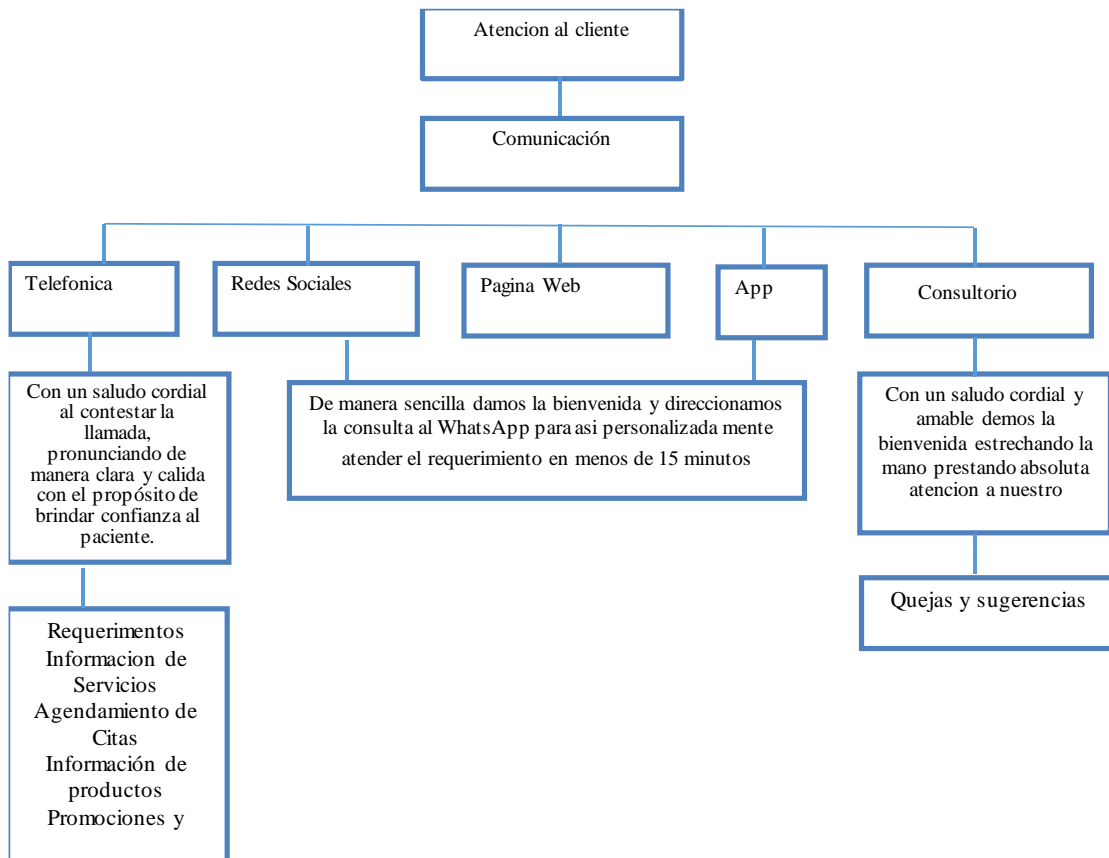 Atencion al cliente
Comunicación
Telefonica
Redes Sociales
Pagina Web
App
Consultorio
Con un saludo cordial
al contestar la
llamada,
pronunciando de
manera clara y calida
con el propósito de
brindar confianza al
paciente.
De manera sencilla damos la bienvenida y direccionamos
la consulta al WhatsApp para asi personalizada mente
atender el requerimiento en menos de 15 minutos
Con un saludo cordial y
amable demos la
bienvenida estrechando la
mano prestando absoluta
atencion a nuestro
Requerimentos
Informacion de
Servicios
Agendamiento de
Citas
Información de
productos
Promociones y
Quejas y sugerencias